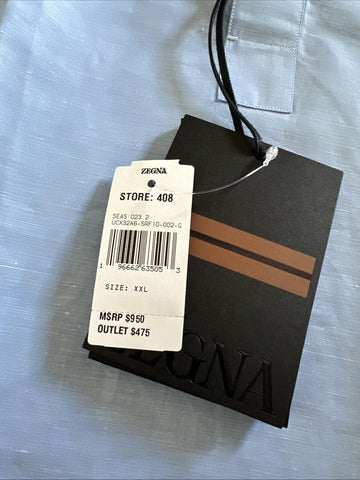 ZEGNA
STORE: 408
SEAS: 023 2
UCX32A6-SRF10-002-C
1 96662 63505 3
SIZE: XXL
MSRP $950
OUTLET $475
ZEGNA